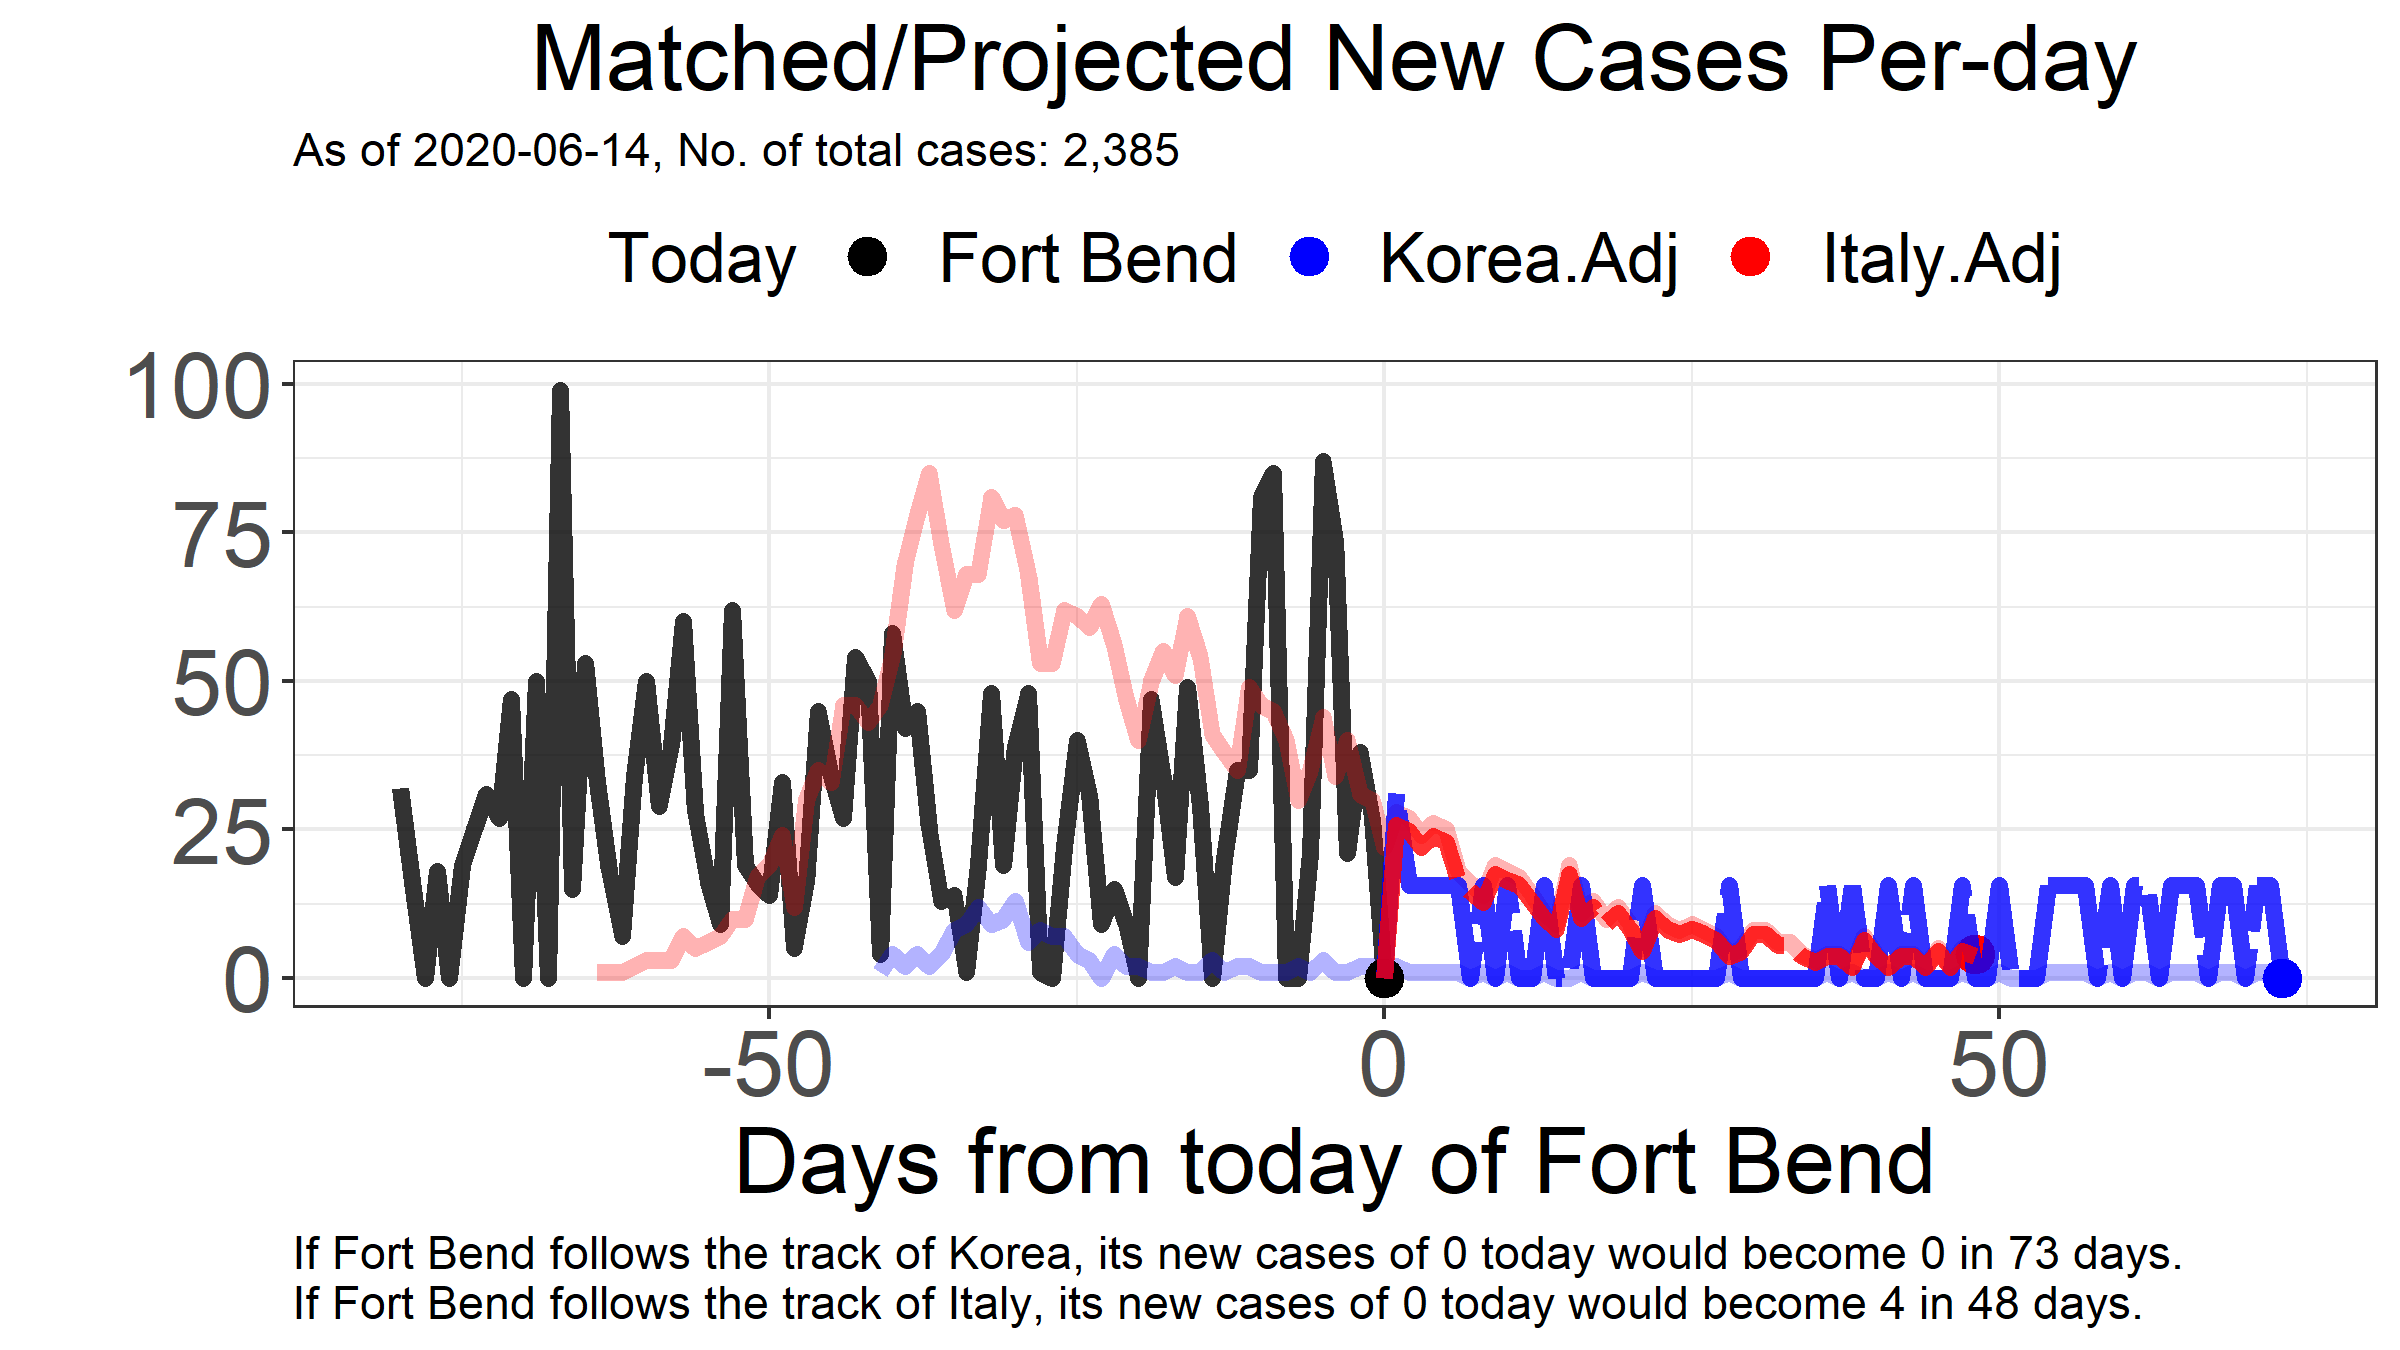 Matched/Projected New Cases Per-day
As of 2020-06-14, No. of total cases: 2,385
Today Fort Bend Korea.Adj Italy.Adj
100
75
50
25
0
-50 0 50
Days from today of Fort Bend
If Fort Bend follows the track of Korea, its new cases of 0 today would become 0 in 73 days.
If Fort Bend follows the track of Italy, its new cases of 0 today would become 4 in 48 days.